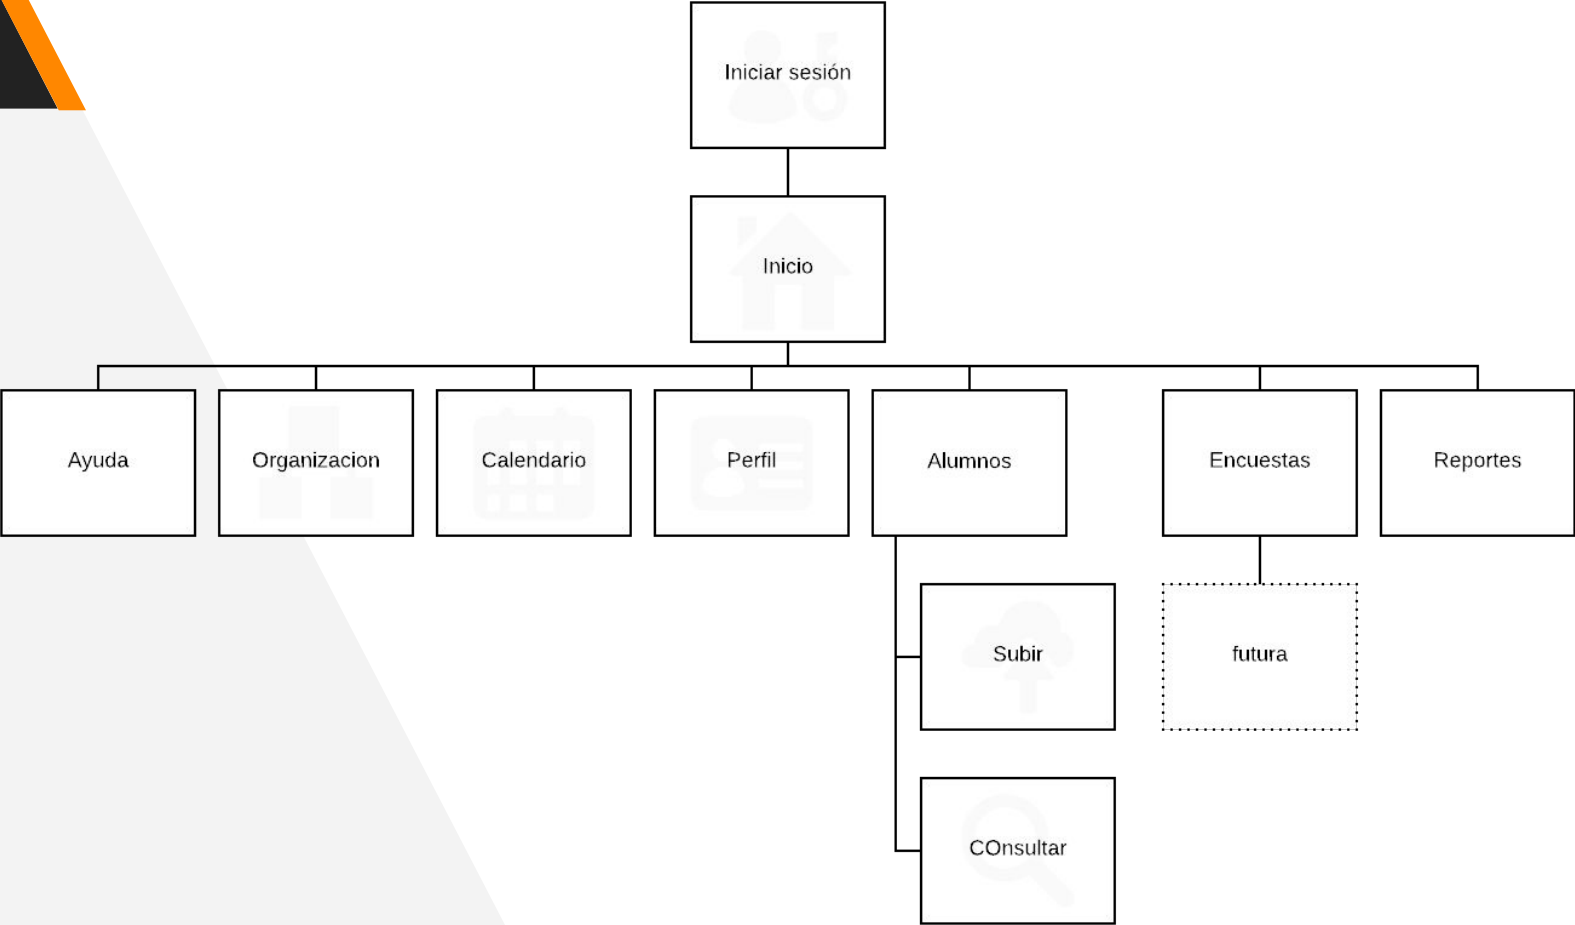 Iniciar sesión
Inicio
Ayuda
Organizacion
Calendario
Perfil
Alumnos
Encuestas
Reportes
Subir
futura
COnsultar